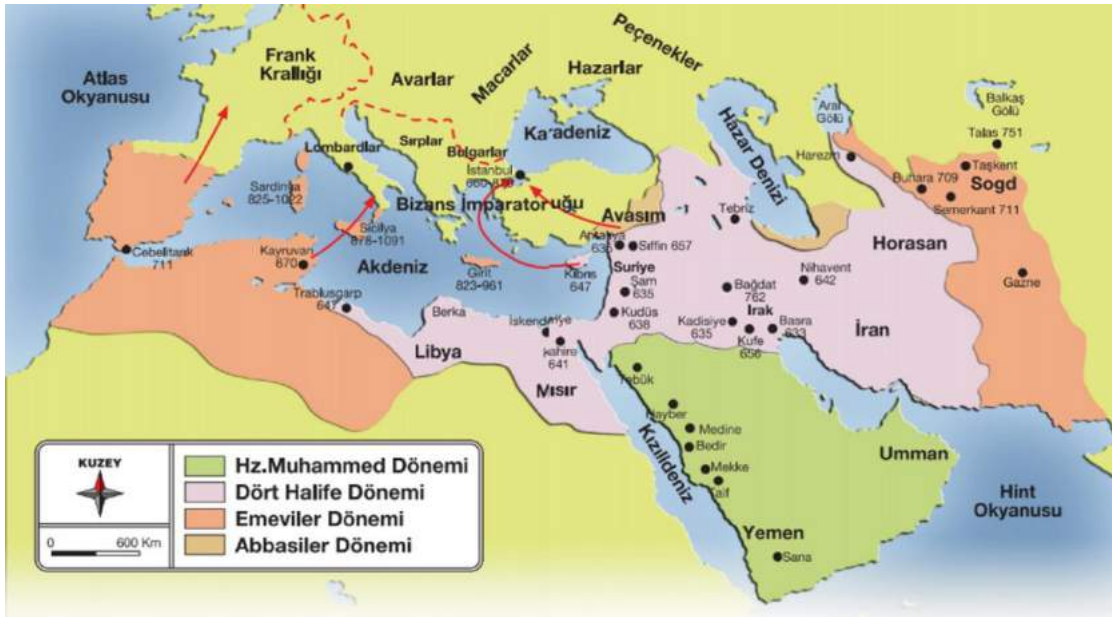 Atlas
Okyanusu
Frank
Krallığı
Avarlar
Macarlar
Hazarlar
Peçenekler
Lombardlar
Sırplar
Bulgarlar
Karadeniz
Hazar Denizi
Aral
Gölü
Balkaş
Gölü
Talas 751
Harezm
Taşkent
Buhara 709
Sogd
Semerkant 711
İstanbul
Bizans İmparatoruğu
Sardinya
825-1022
Sicilya
878-1091
Cebelitarık
711
Kayruvan
670
Akdeniz
Girit
823-961
Kıbrıs
647
Avasım
Antakya
Sıffin 657
Tebriz
Horasan
Suriye
Şam
635
Bağdat
762
Nihavent
642
Gazne
Trablusgarp
647
Berka
Kudüs
638
Kadisiye
635
Irak
Kufe
656
Basra
633
İran
Libya
641
Mısır
Tebük
Hayber
Medine
Bedir
Mekke
Taif
Kızılıdeniz
Umman
Yemen
Sana
Hint
Okyanusu
KUZEY
0 600 Km
Hz.Muhammed Dönemi
Dört Halife Dönemi
Emeviler Dönemi
Abbasiler Dönemi